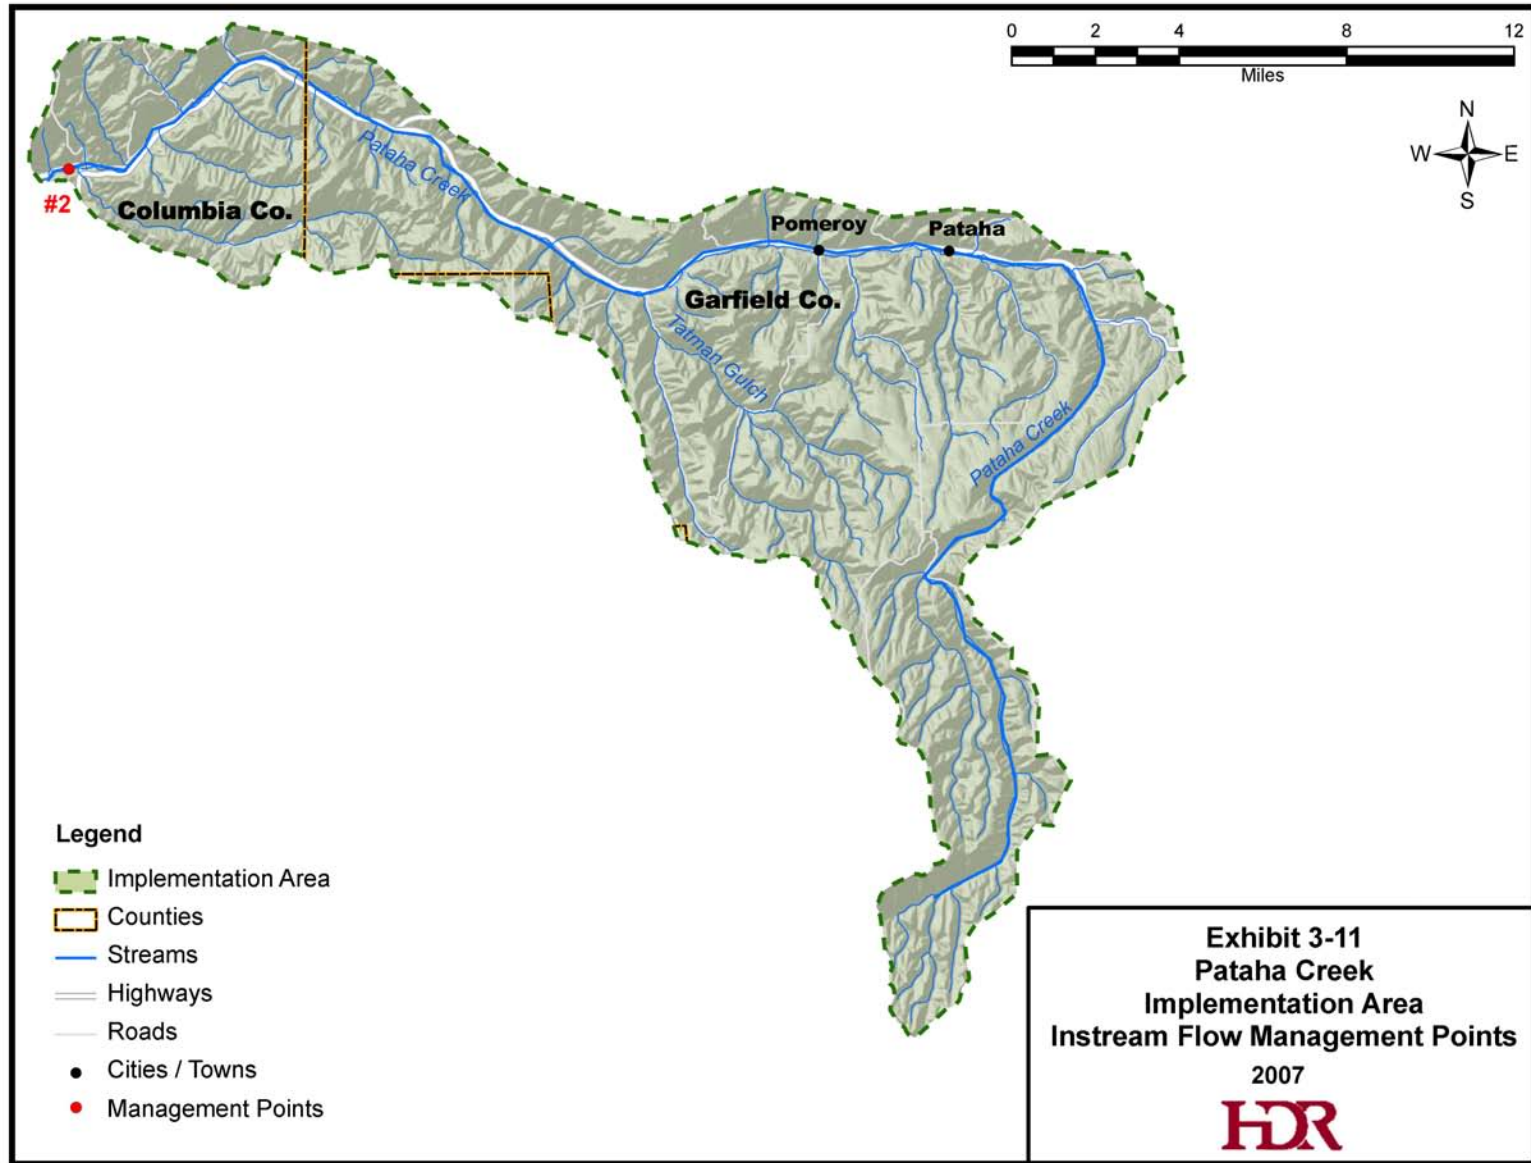 0 2 4 8 12
Miles
N
W E
S
Pataha Creek
#2
Columbia Co.
Pomeroy
Pataha
Garfield Co.
Tatman Gulch
Pataha Creek
Legend
Implementation Area
Counties
Streams
Highways
Roads
Cities / Towns
Management Points
Exhibit 3-11
Pataha Creek
Implementation Area
Instream Flow Management Points
2007
HDR